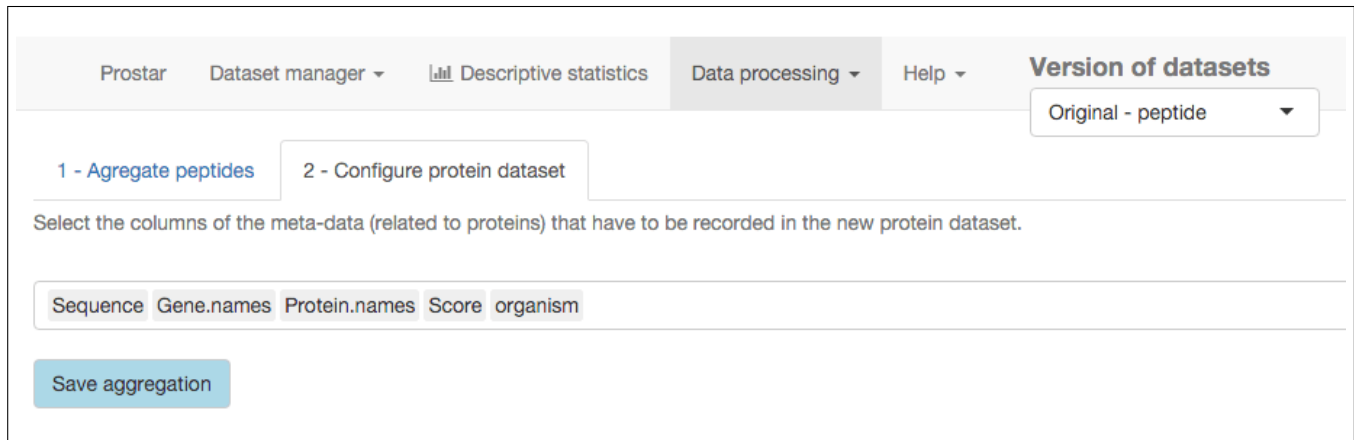 Prostar Dataset manager Descriptive statistics Data processing Help Version of datasets
Original - peptide
1 - Agregate peptides 2 - Configure protein dataset
Select the columns of the meta-data (related to proteins) that have to be recorded in the new protein dataset.
Sequence Gene.names Protein.names Score organism
Save aggregation